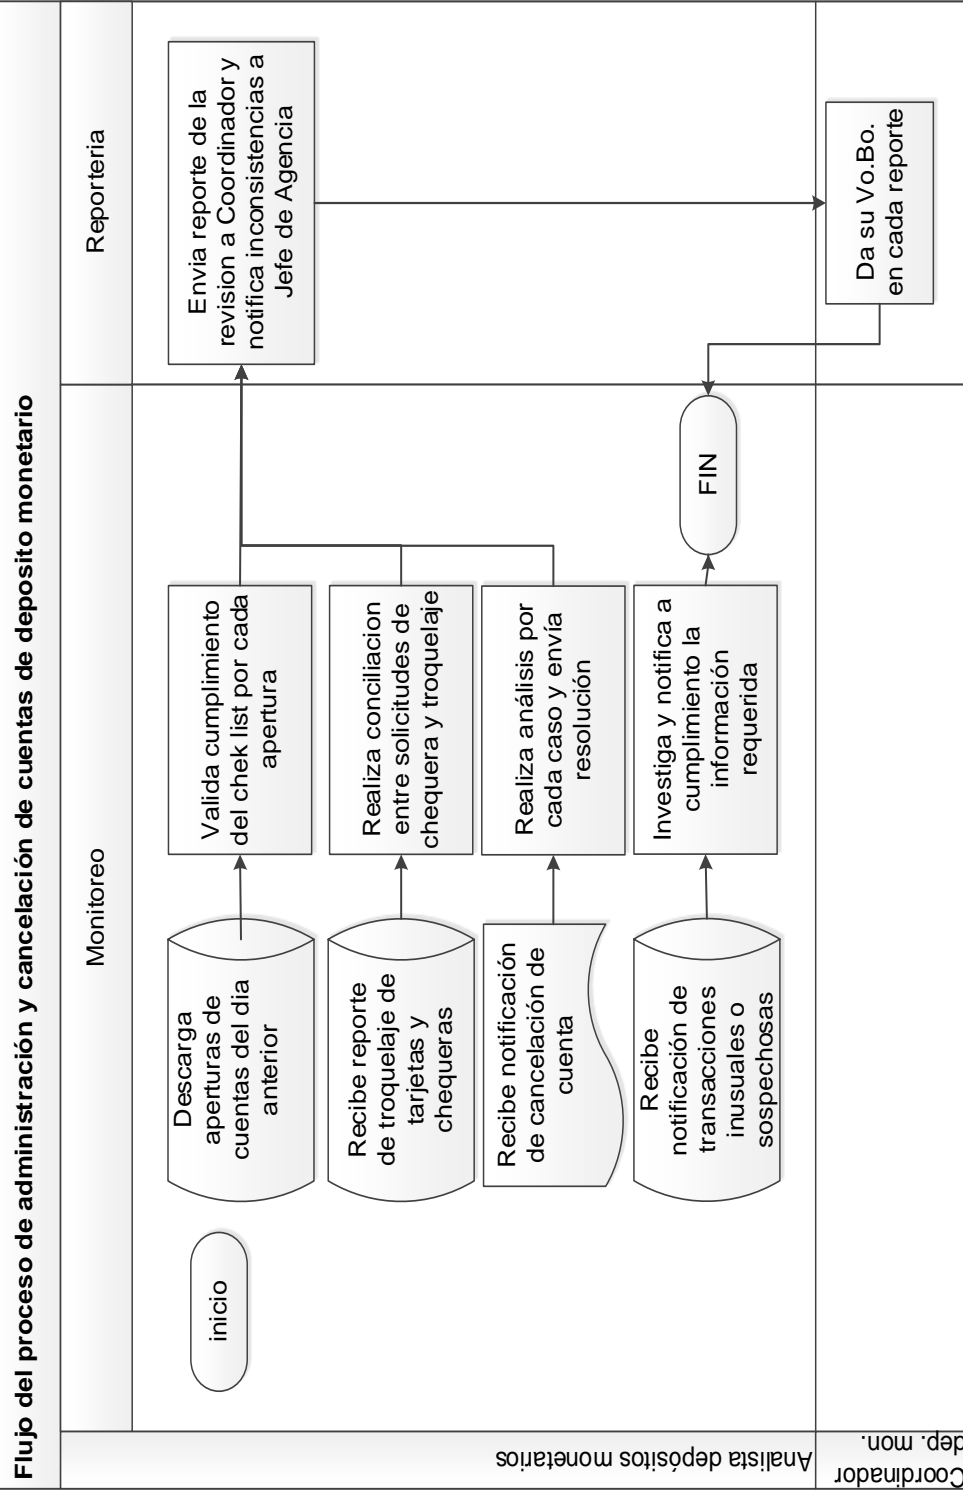 Flujo del proceso de administración y cancelación de cuentas de deposito monetario
Monitoreo
Reporteria
Analista depósitos monetarios
Coordinador
dep. mon.
inicio
Descarga
aperturas de
cuentas del dia
anterior
Valida cumplimiento
del chek list por cada
apertura
Envia reporte de la
revision a Coordinador y
notifica inconsistencias a
Jefe de Agencia
Recibe reporte
de troquelaje de
tarjetas y
chequeras
Realiza conciliacion
entre solicitudes de
chequera y troquelaje
Recibe notificación
de cancelación de
cuenta
Realiza análisis por
cada caso y envía
resolución
Recibe
notificación de
transacciones
inusuales o
sospechosas
Investiga y notifica a
cumplimiento la
información
requerida
FIN
Da su Vo.Bo.
en cada reporte